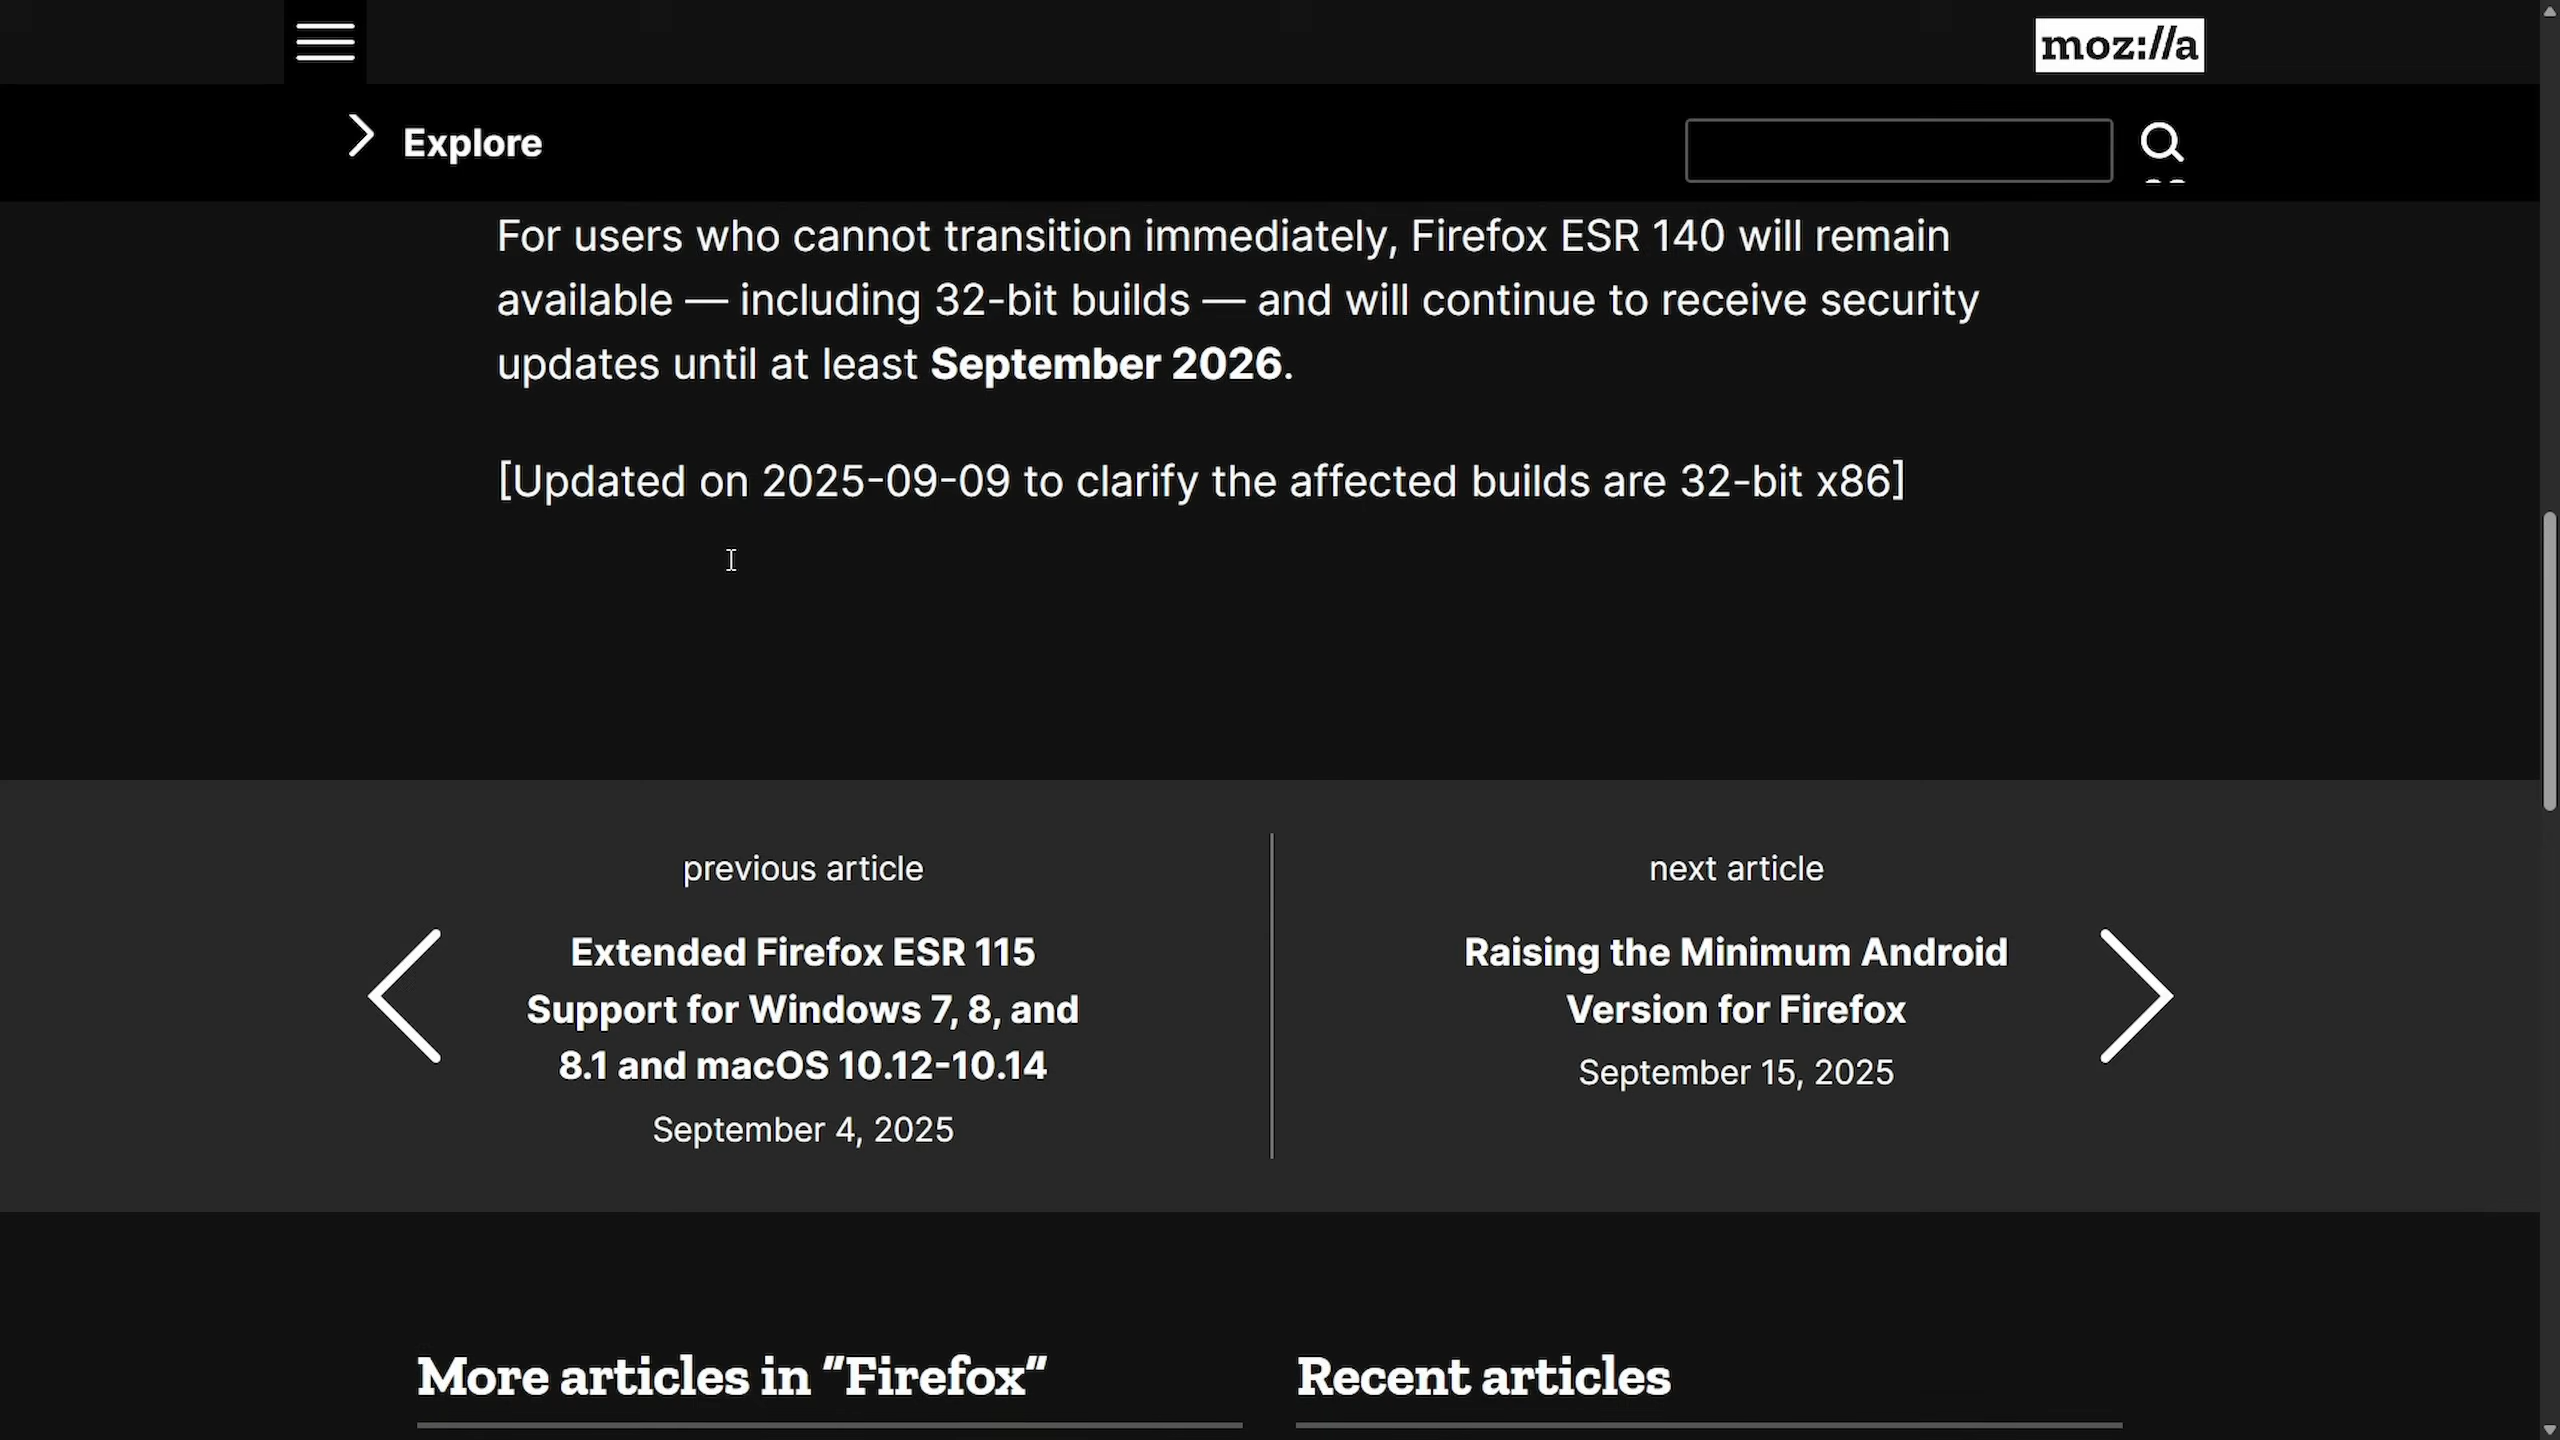 moz://a
Explore
For users who cannot transition immediately, Firefox ESR 140 will remain
available — including 32-bit builds — and will continue to receive security
updates until at least September 2026.
[Updated on 2025-09-09 to clarify the affected builds are 32-bit x86]
previous article
Extended Firefox ESR 115
Support for Windows 7, 8, and
8.1 and macOS 10.12-10.14
September 4, 2025
next article
Raising the Minimum Android
Version for Firefox
September 15, 2025
More articles in “Firefox“
Recent articles